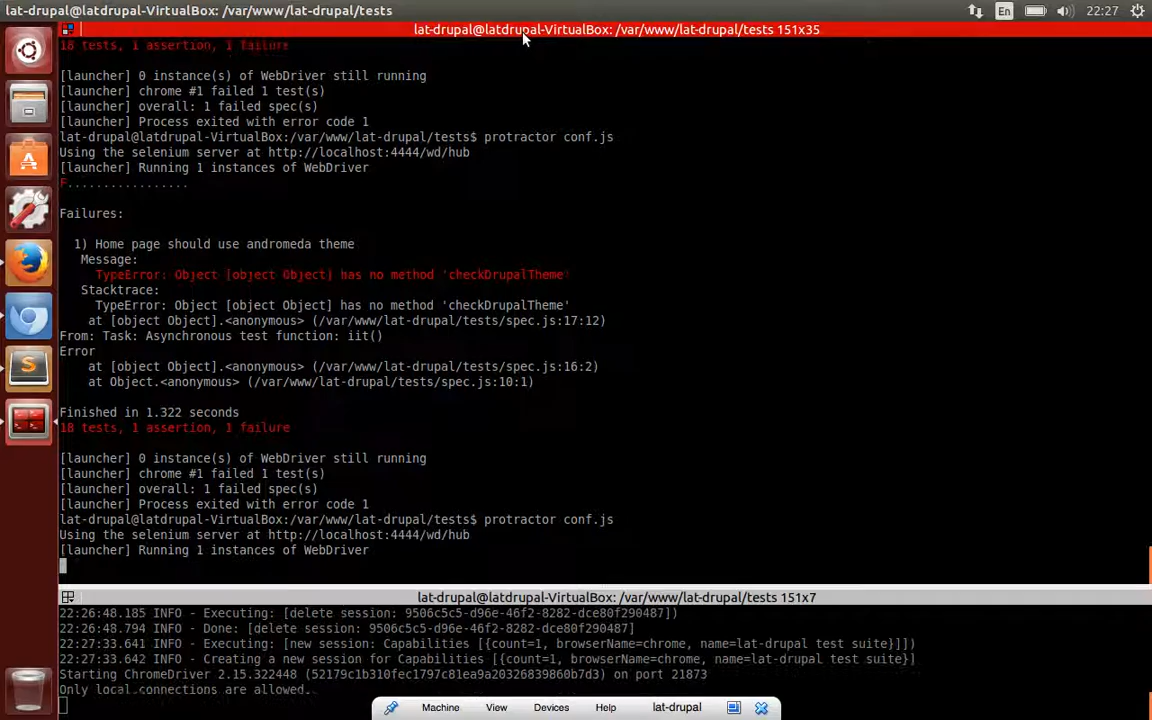 lat-drupal@latdrupal-VirtualBox: /var/www/lat-drupal/tests
En
22:27
lat-drupal@latdrupal-VirtualBox: /var/www/lat-drupal/tests 151x35
18 tests, 1 assertion, 1 failure
[launcher] 0 instance(s) of WebDriver still running
[launcher] chrome #1 failed 1 test(s)
[launcher] overall: 1 failed spec(s)
[launcher] Process exited with error code 1
lat-drupal@latdrupal-VirtualBox:/var/www/lat-drupal/tests$ protractor conf.js
Using the selenium server at http://localhost:4444/wd/hub
[launcher] Running 1 instances of WebDriver
F.................
Failures:
1) Home page should use andromeda theme
Message:
TypeError: Object [object Object] has no method 'checkDrupalTheme'
Stacktrace:
TypeError: Object [object Object] has no method 'checkDrupalTheme'
at [object Object].<anonymous> (/var/www/lat-drupal/tests/spec.js:17:12)
From: Task: Asynchronous test function: iit()
Error
at [object Object].<anonymous> (/var/www/lat-drupal/tests/spec.js:16:2)
at Object.<anonymous> (/var/www/lat-drupal/tests/spec.js:10:1)
Finished in 1.322 seconds
18 tests, 1 assertion, 1 failure
[launcher] 0 instance(s) of WebDriver still running
[launcher] chrome #1 failed 1 test(s)
[launcher] overall: 1 failed spec(s)
[launcher] Process exited with error code 1
lat-drupal@latdrupal-VirtualBox:/var/www/lat-drupal/tests$ protractor conf.js
Using the selenium server at http://localhost:4444/wd/hub
[launcher] Running 1 instances of WebDriver
lat-drupal@latdrupal-VirtualBox: /var/www/lat-drupal/tests 151x7
22:26:48.185 INFO - Executing: [delete session: 9506c5c5-d96e-46f2-8282-dce80f290487])
22:26:48.794 INFO - Done: [delete session: 9506c5c5-d96e-46f2-8282-dce80f290487]
22:27:33.641 INFO - Executing: [new session: Capabilities [{count=1, browserName=chrome, name=lat-drupal test suite}]])
22:27:33.642 INFO - Creating a new session for Capabilities [{count=1, browserName=chrome, name=lat-drupal test suite}]
Starting ChromeDriver 2.15.322448 (52179c1b310fec1797c81ea9a20326839860b7d3) on port 21873
Only local connections are allowed.
Machine View Devices Help lat-drupal